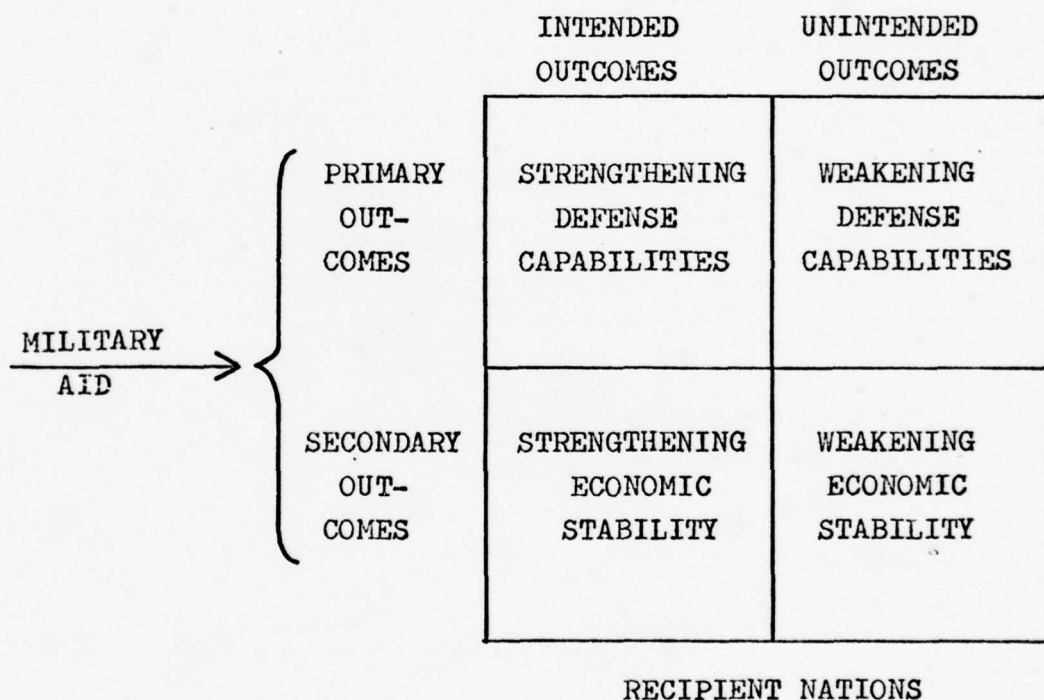 INTENDED OUTCOMES
UNINTENDED OUTCOMES
PRIMARY
OUT-
COMES
STRENGTHENING
DEFENSE
CAPABILITIES
WEAKENING
DEFENSE
CAPABILITIES
MILITARY
AID
SECONDARY
OUT-
COMES
STRENGTHENING
ECONOMIC
STABILITY
WEAKENING
ECONOMIC
STABILITY
RECIPIENT NATIONS